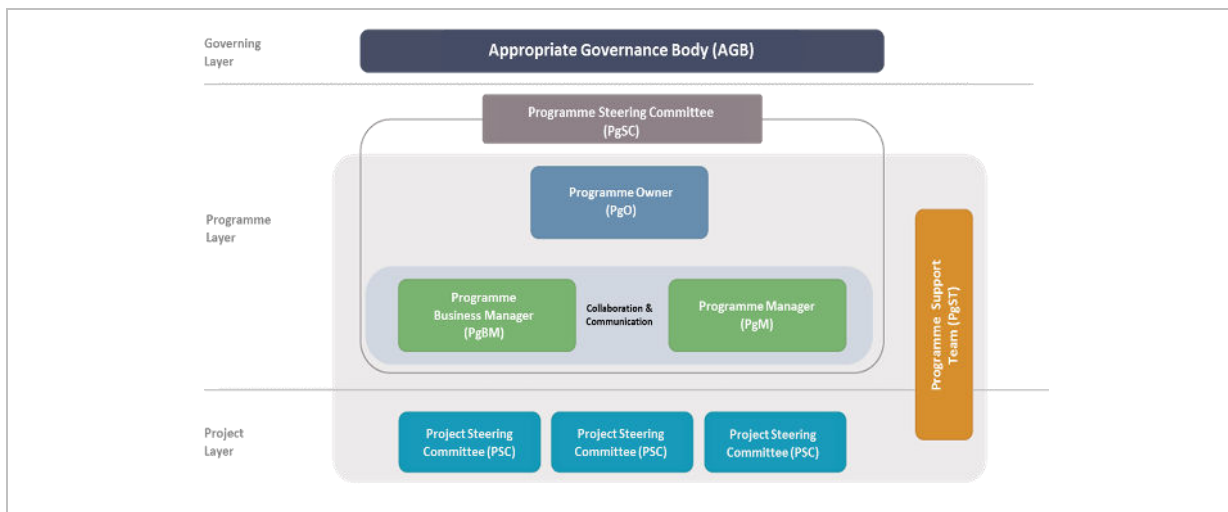 Governing
Layer
Appropriate Governance Body (AGB)
Programme Steering Committee
(PgSC)
Programme Owner
(PgO)
Programme
Layer
Programme
Business Manager
(PgBM)
Collaboration &
Communication
Programme Manager
(PgM)
Programme Support
Team (PgST)
Project
Layer
Project Steering
Committee (PSC)
Project Steering
Committee (PSC)
Project Steering
Committee (PSC)